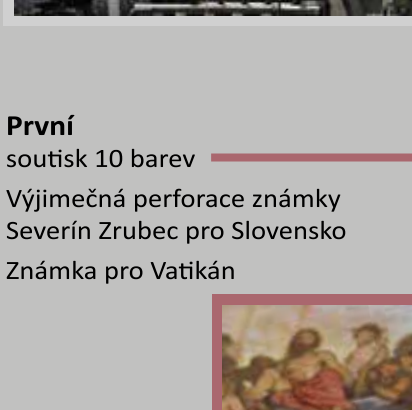 První
soutisk 10 barev
Výjimečná perforace známky
Severín Zrubec pro Slovensko
Známka pro Vatikán